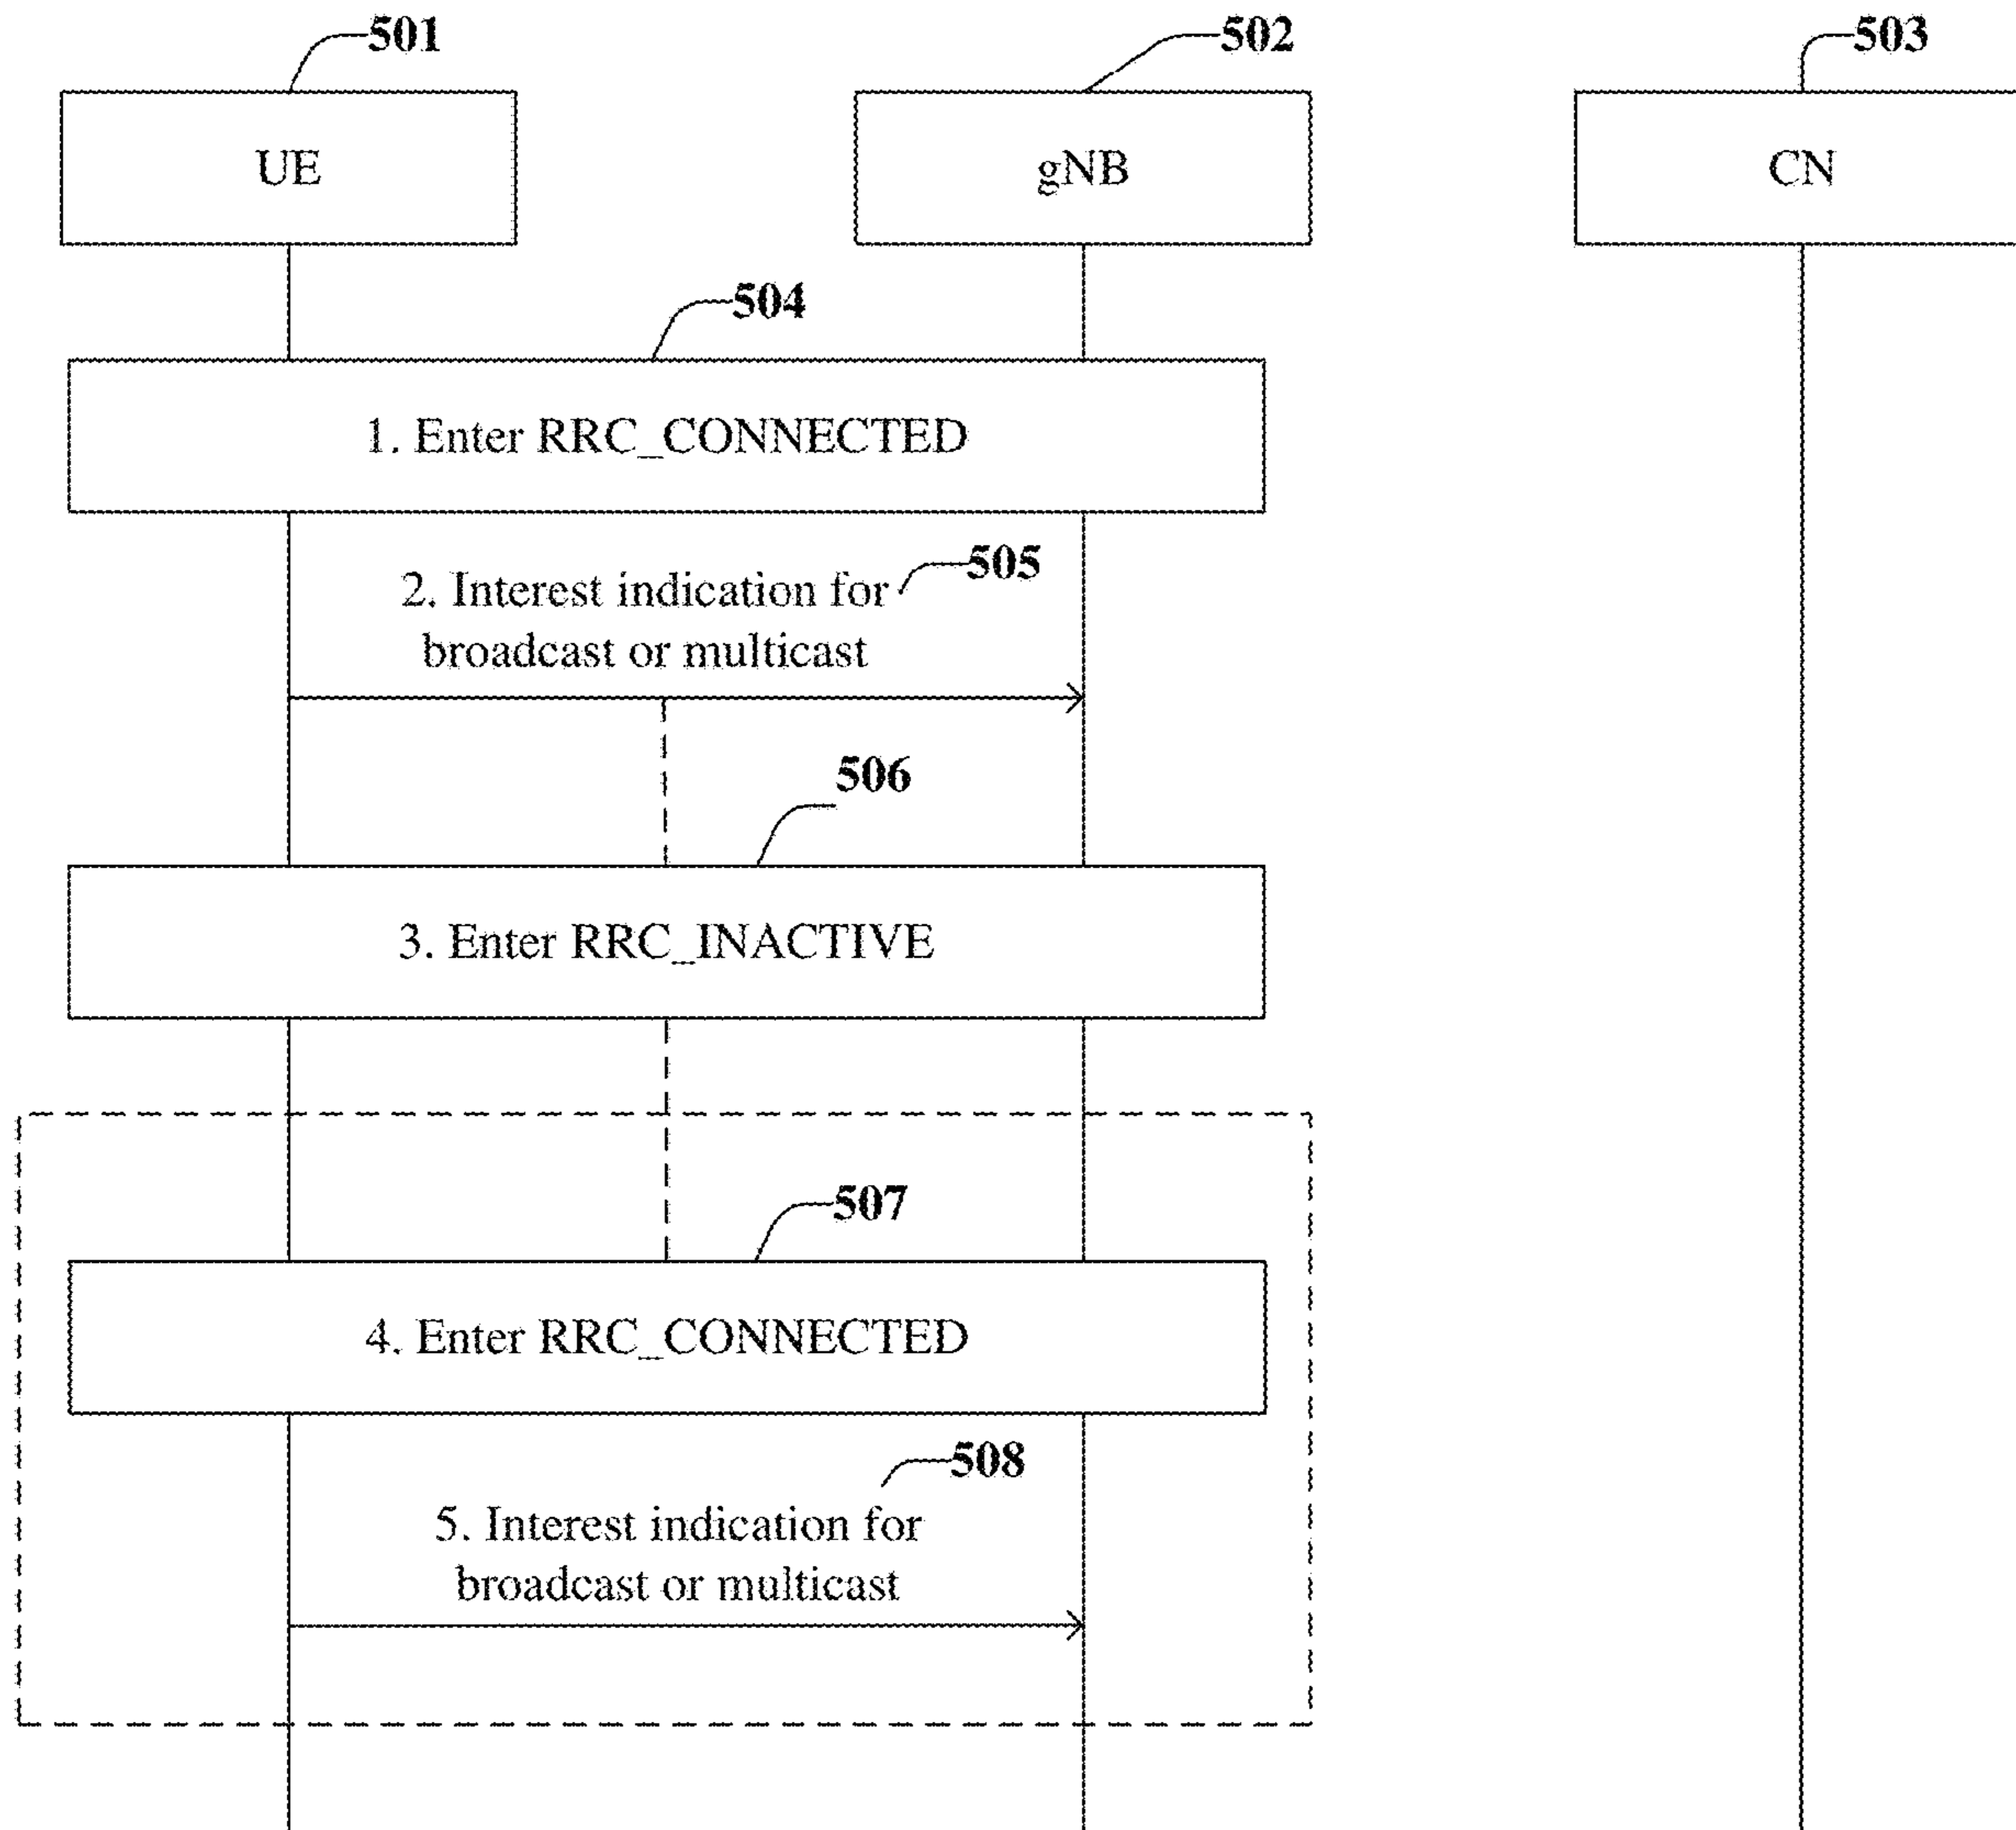 501
502
503
UE
gNB
CN
504
1. Enter RRC_CONNECTED
2. Interest indication for
505
broadcast or multicast
506
3. Enter RRC_INACTIVE
507
4. Enter RRC_CONNECTED
508
5. Interest indication for
broadcast or multicast